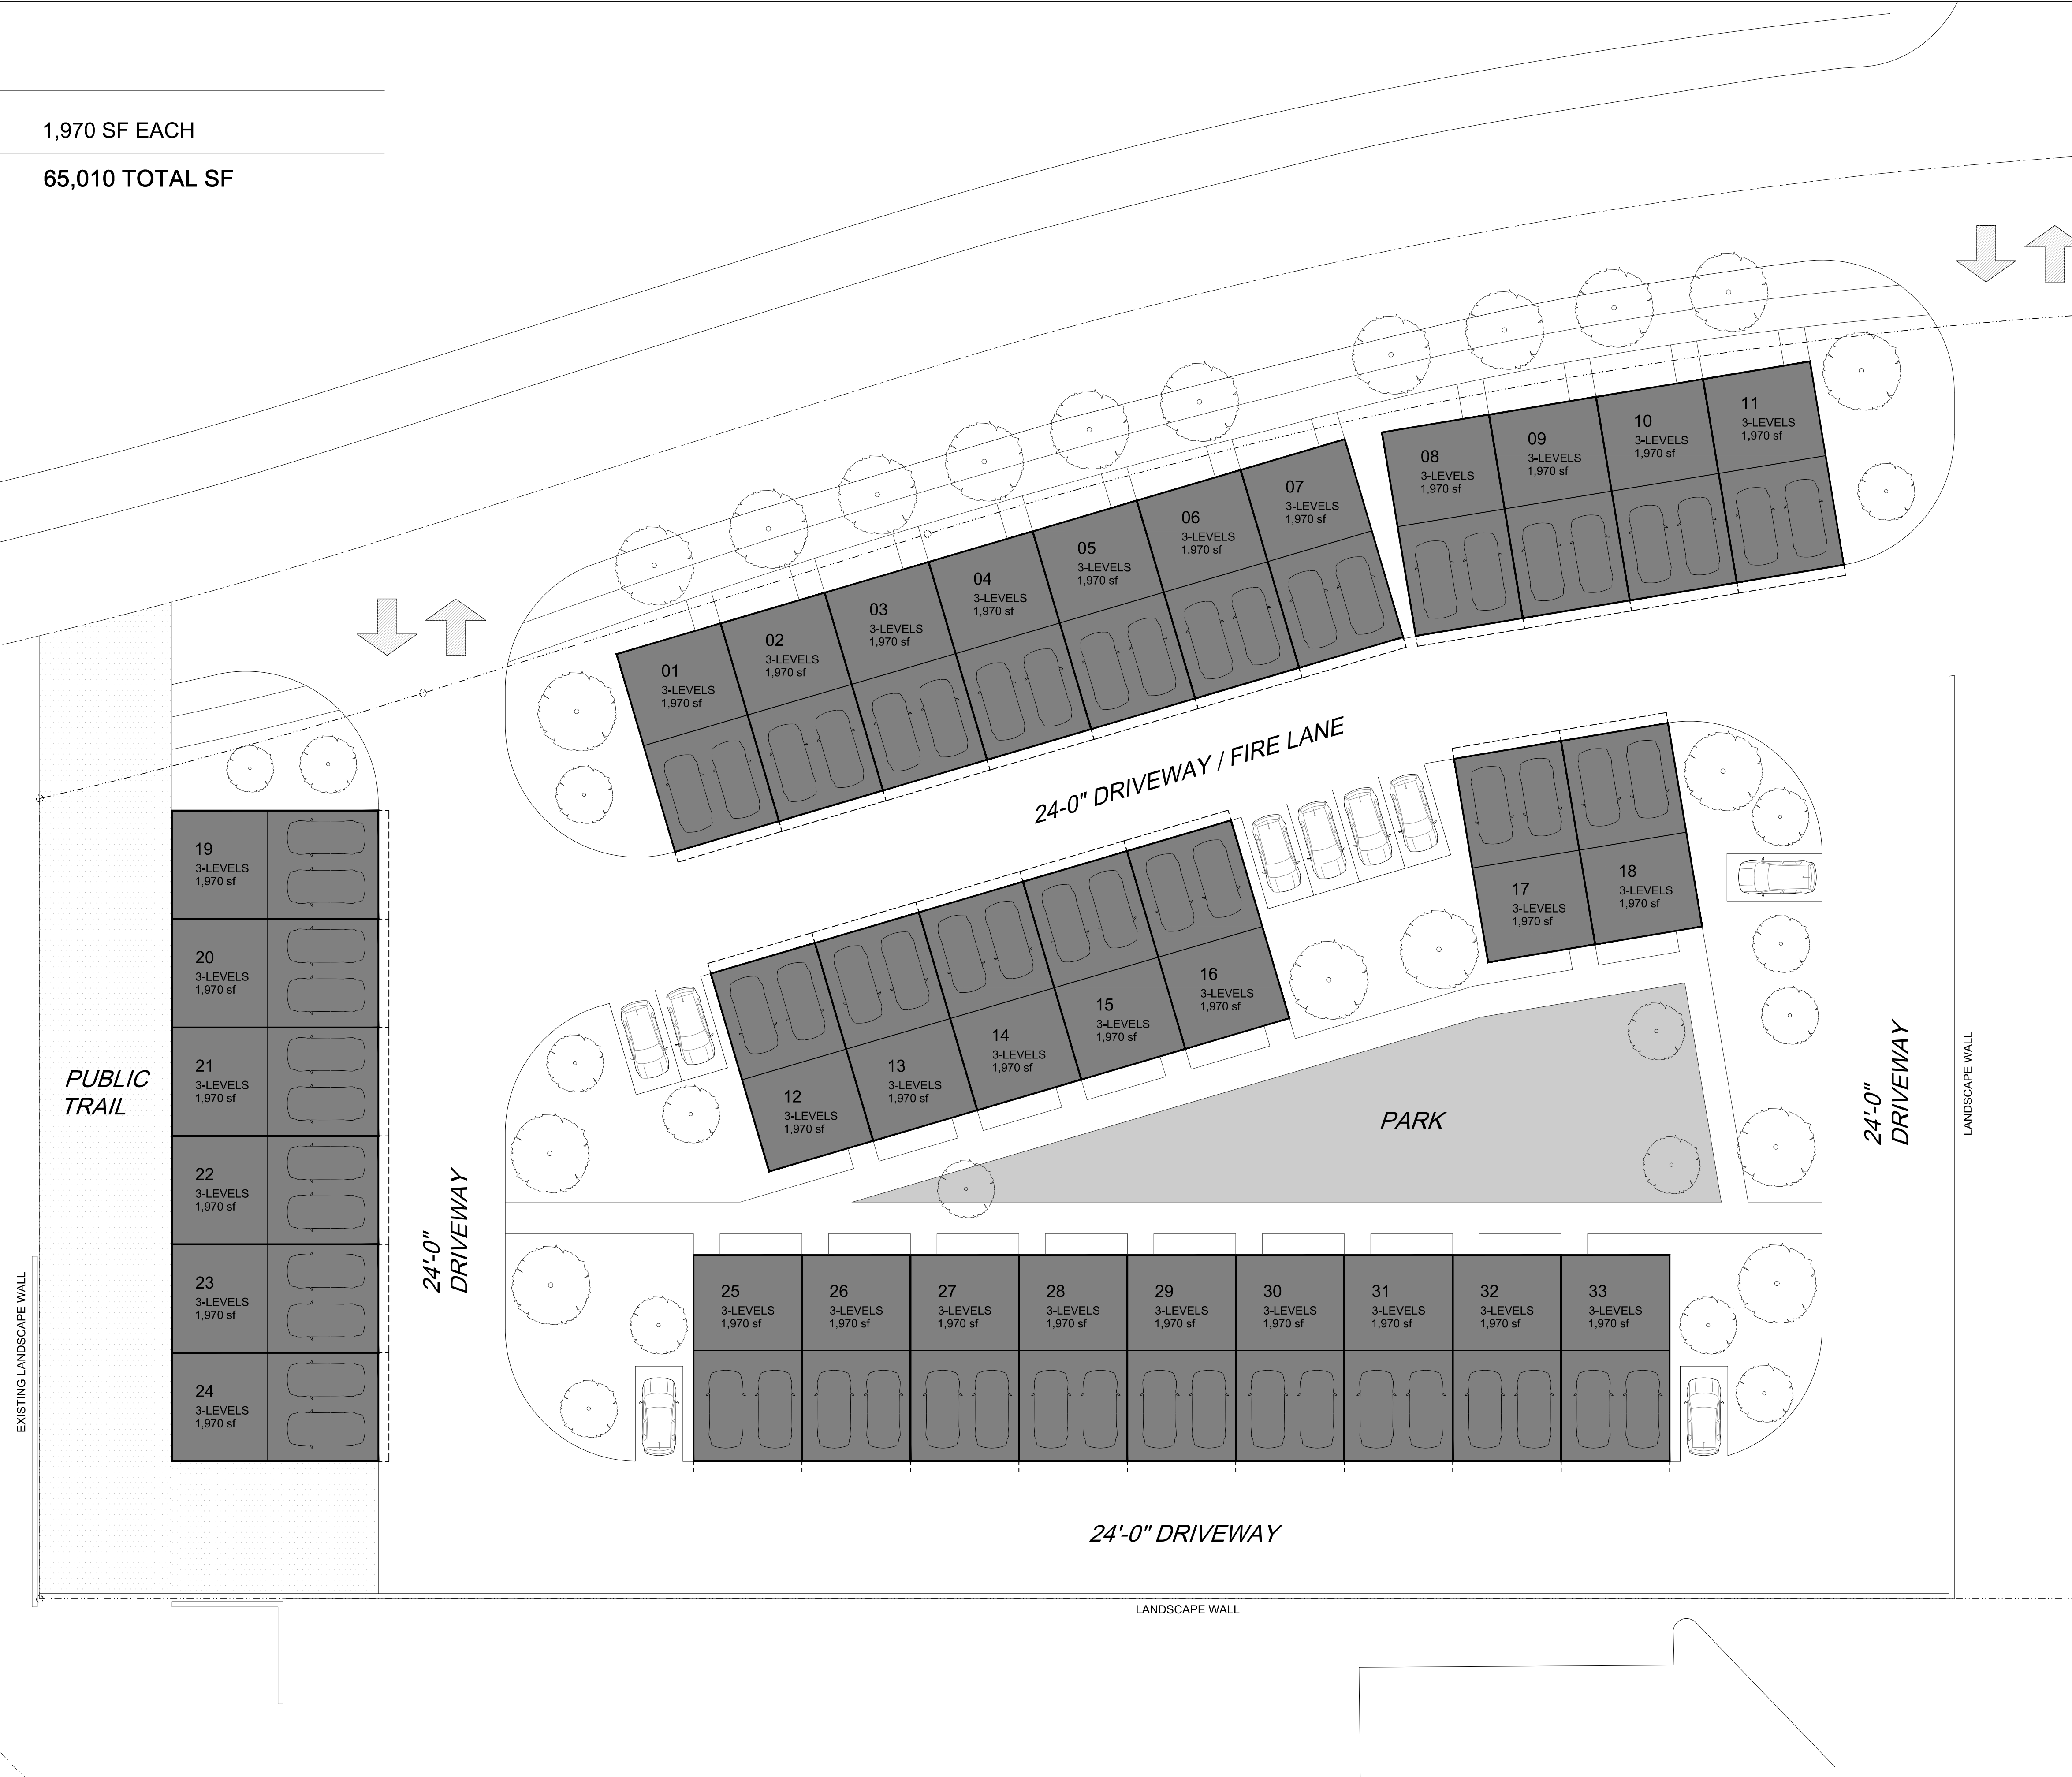 1,970 SF EACH
65,010 TOTAL SF
01
3-LEVELS
1,970 sf
02
3-LEVELS
1,970 sf
03
3-LEVELS
1,970 sf
04
3-LEVELS
1,970 sf
05
3-LEVELS
1,970 sf
06
3-LEVELS
1,970 sf
07
3-LEVELS
1,970 sf
08
3-LEVELS
1,970 sf
09
3-LEVELS
1,970 sf
10
3-LEVELS
1,970 sf
11
3-LEVELS
1,970 sf
24-0" DRIVEWAY / FIRE LANE
12
3-LEVELS
1,970 sf
13
3-LEVELS
1,970 sf
14
3-LEVELS
1,970 sf
15
3-LEVELS
1,970 sf
16
3-LEVELS
1,970 sf
17
3-LEVELS
1,970 sf
18
3-LEVELS
1,970 sf
19
3-LEVELS
1,970 sf
20
3-LEVELS
1,970 sf
21
3-LEVELS
1,970 sf
22
3-LEVELS
1,970 sf
23
3-LEVELS
1,970 sf
24
3-LEVELS
1,970 sf
PUBLIC
TRAIL
EXISTING LANDSCAPE WALL
24'-0"
DRIVEWAY
PARK
24'-0"
DRIVEWAY
LANDSCAPE WALL
25
3-LEVELS
1,970 sf
26
3-LEVELS
1,970 sf
27
3-LEVELS
1,970 sf
28
3-LEVELS
1,970 sf
29
3-LEVELS
1,970 sf
30
3-LEVELS
1,970 sf
31
3-LEVELS
1,970 sf
32
3-LEVELS
1,970 sf
33
3-LEVELS
1,970 sf
24'-0" DRIVEWAY
LANDSCAPE WALL